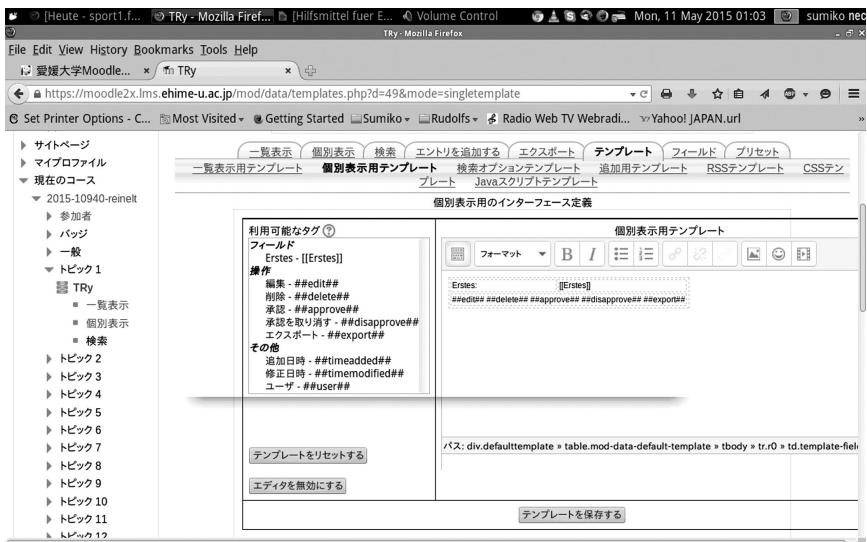 [Heute - sport1.f... TRy - Mozilla Firef... [Hilfsmittel fuer E... Volume Control Mon, 11 May 2015 01:03 sumiko neo
TRy - Mozilla Firefox
File Edit View History Bookmarks Tools Help
愛媛大学Moodle... × TRy ×
https://moodle2x.lms.ehime-u.ac.jp/mod/data/templates.php?d=49&mode=singletemplate
Set Printer Options - C... Most Visited Getting Started Sumiko Rudolfs Radio Web TV Webradi... Yahoo! JAPAN.url »
サイトページ
マイプロファイル
現在のコース
2015-10940-reinelt
参加者
バッジ
一般
トピック 1
TRy
一覧表示
個別表示
検索
トピック 2
トピック 3
トピック 4
トピック 5
トピック 6
トピック 7
トピック 8
トピック 9
トピック 10
トピック 11
トピック 12
一覧表示 個別表示 検索 エントリを追加する エクスポート テンプレート フィールド プリセット
一覧表示用テンプレート 個別表示用テンプレート 検索オプションテンプレート 追加用テンプレート RSSテンプレート CSSテン
プレート Javaスクリプトテンプレート
個別表示用のインターフェース定義
利用可能なタグ ?
フィールド
Erstes - [[Erstes]]
操作
編集 - ##edit##
削除 - ##delete##
承認 - ##approve##
承認を取り消す - ##disapprove##
エクスポート - ##export##
その他
追加日時 - ##timeadded##
修正日時 - ##timemodified##
ユーザ - ##user##
テンプレートをリセットする
エディタを無効にする
個別表示用テンプレート
フォーマット B I
Erstes: [[Erstes]]
##edit## ##delete## ##approve## ##disapprove## ##export##
パス: div.defaulttemplate » table.mod-data-default-template » tbody » tr.r0 » td.template-fiel
テンプレートを保存する